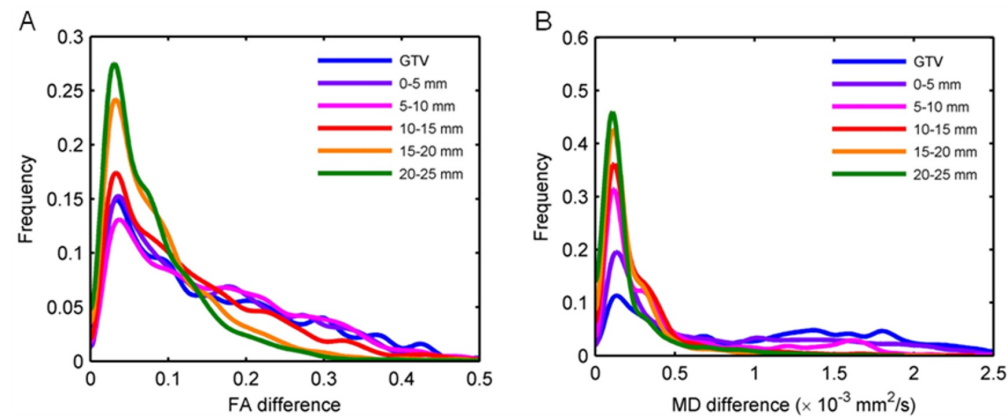 A
0.3
0.25
0.2
0.15
0.1
0.05
0
Frequency
0
0.1
0.2
0.3
0.4
0.5
FA difference
GTV
0-5 mm
5-10 mm
10-15 mm
15-20 mm
20-25 mm
B
0.6
0.5
0.4
0.3
0.2
0.1
0
Frequency
0
0.5
1
1.5
2
2.5
MD difference (× 10⁻³ mm²/s)
GTV
0-5 mm
5-10 mm
10-15 mm
15-20 mm
20-25 mm